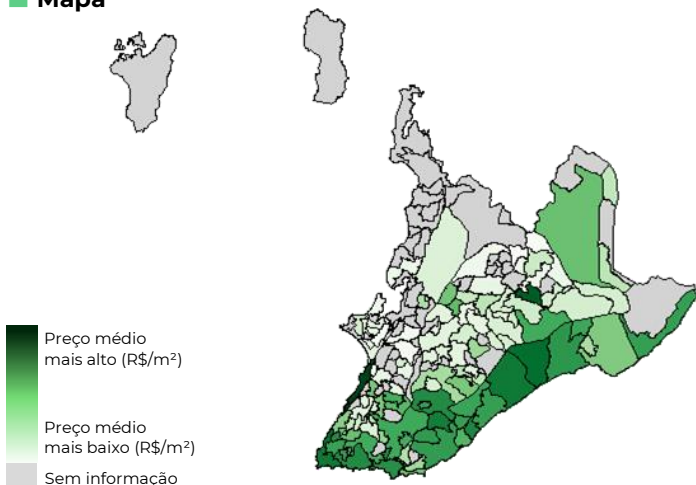 Mapa
Preço médio
mais alto (R$/m²)
Preço médio
mais baixo (R$/m²)
Sem informação